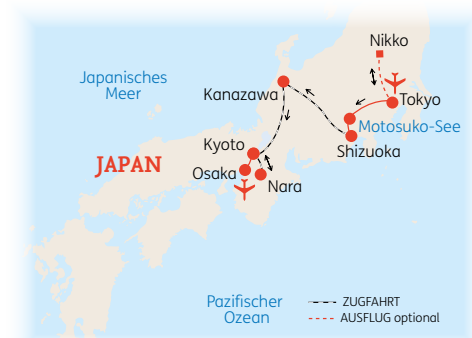 Nikko
Japanisches
Meer
Kanazawa
Tokyo
Motosuko-See
Kyoto
Shizuoka
JAPAN
Osaka
Nara
Pazifischer
Ozean
ZUGFAHRT
AUSFLUG optional